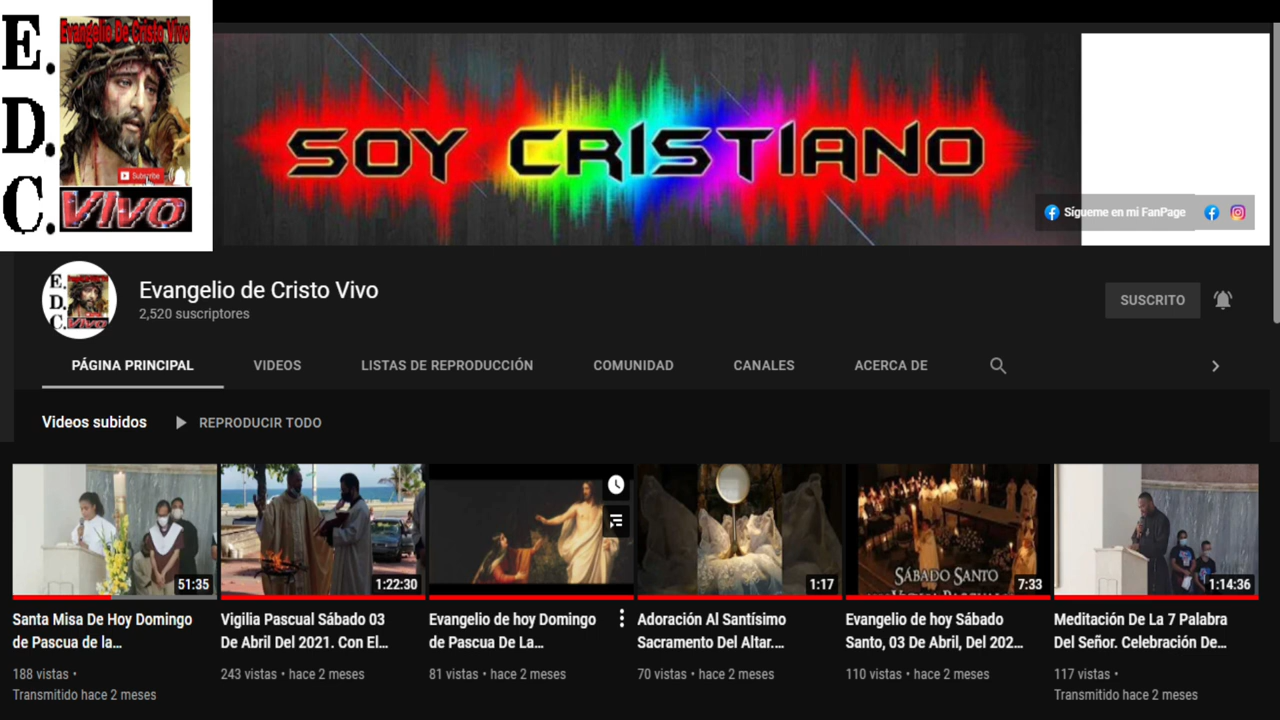 E.
D.
C.
Evangelio De Cristo Vivo
Subscribe
Vivo
SOY CRISTIANO
Sígueme en mi FanPage
Evangelio de Cristo Vivo
2,520 suscriptores
SUSCRITO
PÁGINA PRINCIPAL
VIDEOS
LISTAS DE REPRODUCCIÓN
COMUNIDAD
CANALES
ACERCA DE
Videos subidos
REPRODUCIR TODO
51:35
1:22:30
1:17
SÁBADO SANTO
7:33
1:14:36
Santa Misa De Hoy Domingo
de Pascua de la...
188 vistas •
Transmitido hace 2 meses
Vigilia Pascual Sábado 03
De Abril Del 2021. Con El...
243 vistas • hace 2 meses
Evangelio de hoy Domingo
de Pascua De La...
81 vistas • hace 2 meses
Adoración Al Santísimo
Sacramento Del Altar....
70 vistas • hace 2 meses
Evangelio de hoy Sábado
Santo, 03 De Abril, Del 202...
110 vistas • hace 2 meses
Meditación De La 7 Palabra
Del Señor. Celebración De...
117 vistas •
Transmitido hace 2 meses